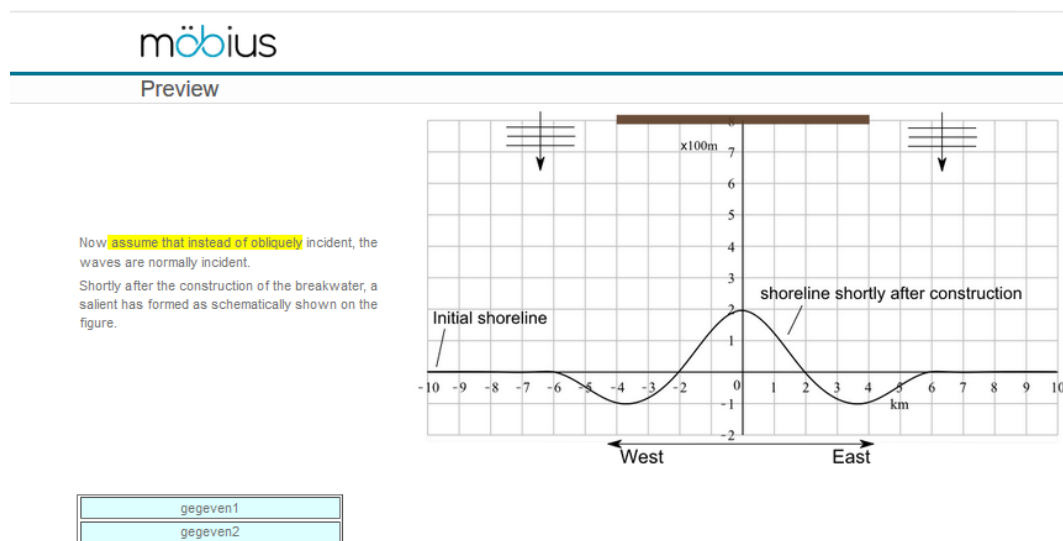 möbius
Preview
Now assume that instead of obliquely incident, the
waves are normally incident.
Shortly after the construction of the breakwater, a
salient has formed as schematically shown on the
figure.
8
x100m 7
6
5
4
3
shoreline shortly after construction
2
Initial shoreline
1
-10 -9 -8 -7 -6 -5 -4 -3 -2 0 1 2 3 4 5 6 7 8 9 10
-1
km
-2
West East
gegeven1
gegeven2